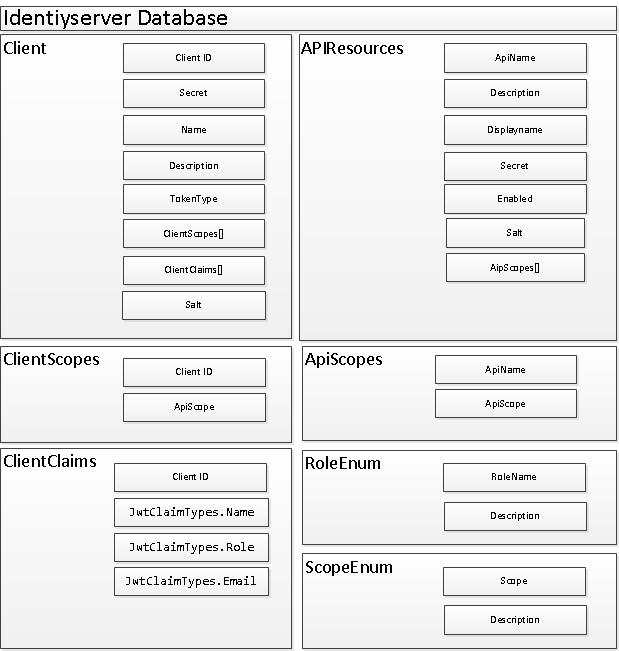 Identiyserver Database
Client
Client ID
Secret
Name
Description
TokenType
ClientScopes[]
ClientClaims[]
Salt
APIResources
ApiName
Description
Displayname
Secret
Enabled
Salt
AipScopes[]
ClientScopes
Client ID
ApiScope
ApiScopes
ApiName
ApiScope
ClientClaims
Client ID
JwtClaimTypes.Name
JwtClaimTypes.Role
JwtClaimTypes.Email
RoleEnum
RoleName
Description
ScopeEnum
Scope
Description